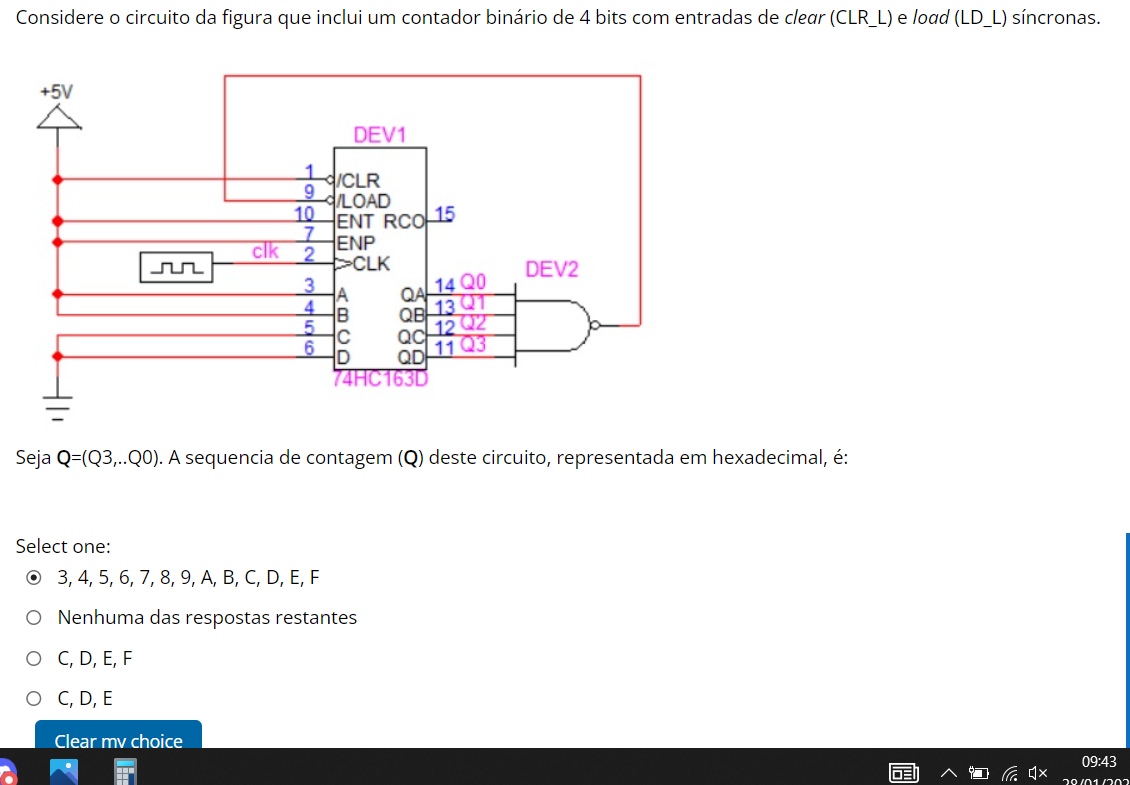 Considere o circuito da figura que inclui um contador binário de 4 bits com entradas de clear (CLR_L) e load (LD_L) síncronas.
+5V
DEV1
1 /CLR
9 /LOAD
10 ENT RCO 15
7 ENP
clk 2 CLK
DEV2
3 A QA 14 Q0
4 B QB 13 Q1
5 C QC 12 Q2
6 D QD 11 Q3
74HC163D
Seja Q=(Q3,..Q0). A sequencia de contagem (Q) deste circuito, representada em hexadecimal, é:
Select one:
3, 4, 5, 6, 7, 8, 9, A, B, C, D, E, F
Nenhuma das respostas restantes
C, D, E, F
C, D, E
Clear my choice
09:43